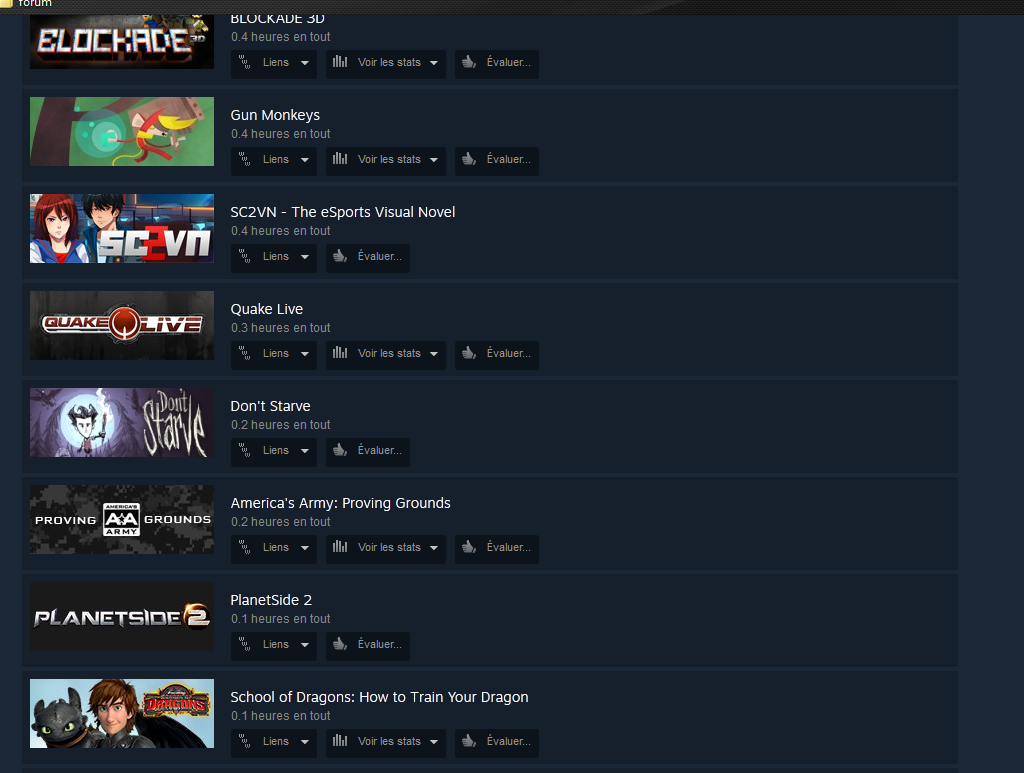 forum
BLOCKADE 3D
BLOCKADE 3D
0.4 heures en tout
Liens Voir les stats Évaluer...
Gun Monkeys
0.4 heures en tout
Liens Voir les stats Évaluer...
SC2VN
SC2VN - The eSports Visual Novel
0.4 heures en tout
Liens Évaluer...
QUAKE LIVE
Quake Live
0.3 heures en tout
Liens Voir les stats Évaluer...
Don't Starve
Don't Starve
0.2 heures en tout
Liens Évaluer...
PROVING AMERICA'S AA ARMY GROUNDS
America's Army: Proving Grounds
0.2 heures en tout
Liens Voir les stats Évaluer...
PLANETSIDE 2
PlanetSide 2
0.1 heures en tout
Liens Évaluer...
DRAGONS
School of Dragons: How to Train Your Dragon
0.1 heures en tout
Liens Voir les stats Évaluer...